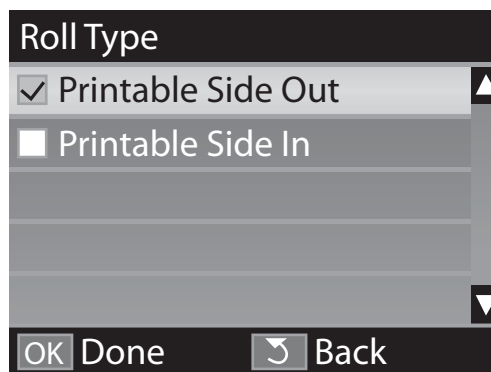 Roll Type
Printable Side Out
Printable Side In
OK Done Back